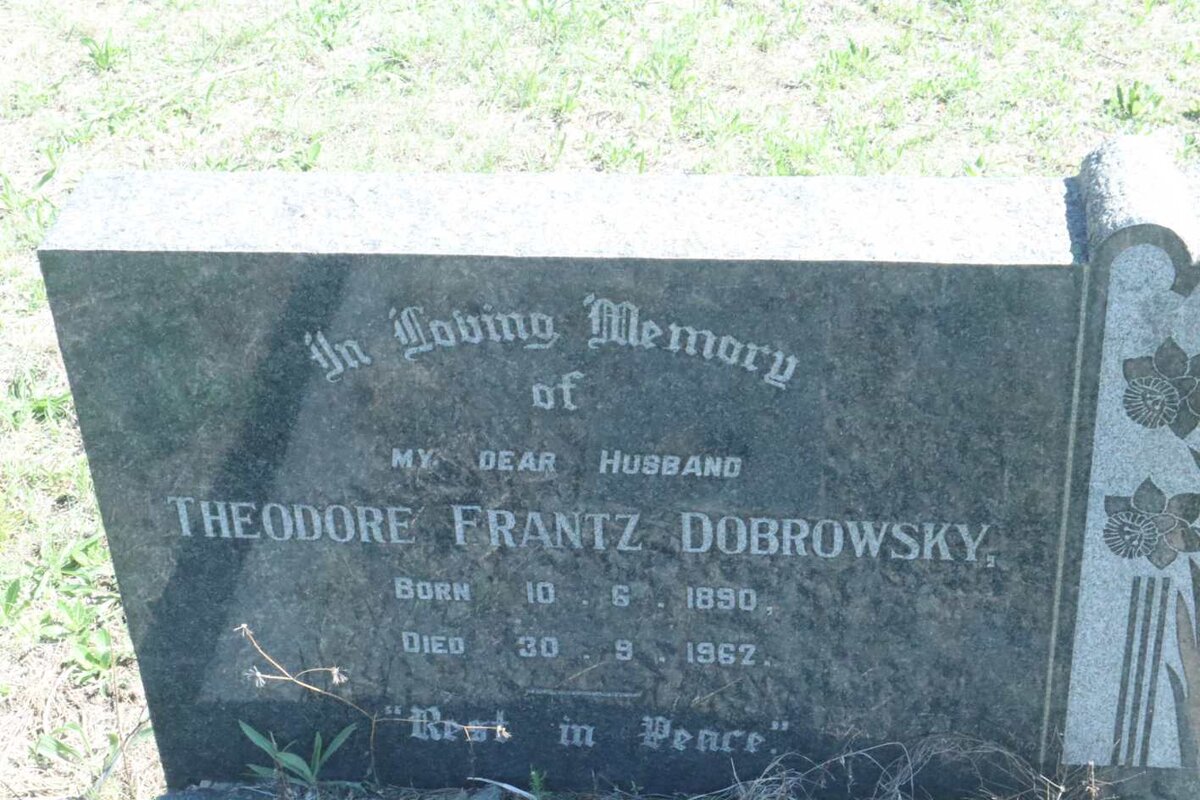 In Loving Memory
of
MY DEAR HUSBAND
THEODORE FRANTZ DOBROWSKY,
BORN 10 . 6 . 1890,
DIED 30 . 9 . 1962.
"Rest in Peace."